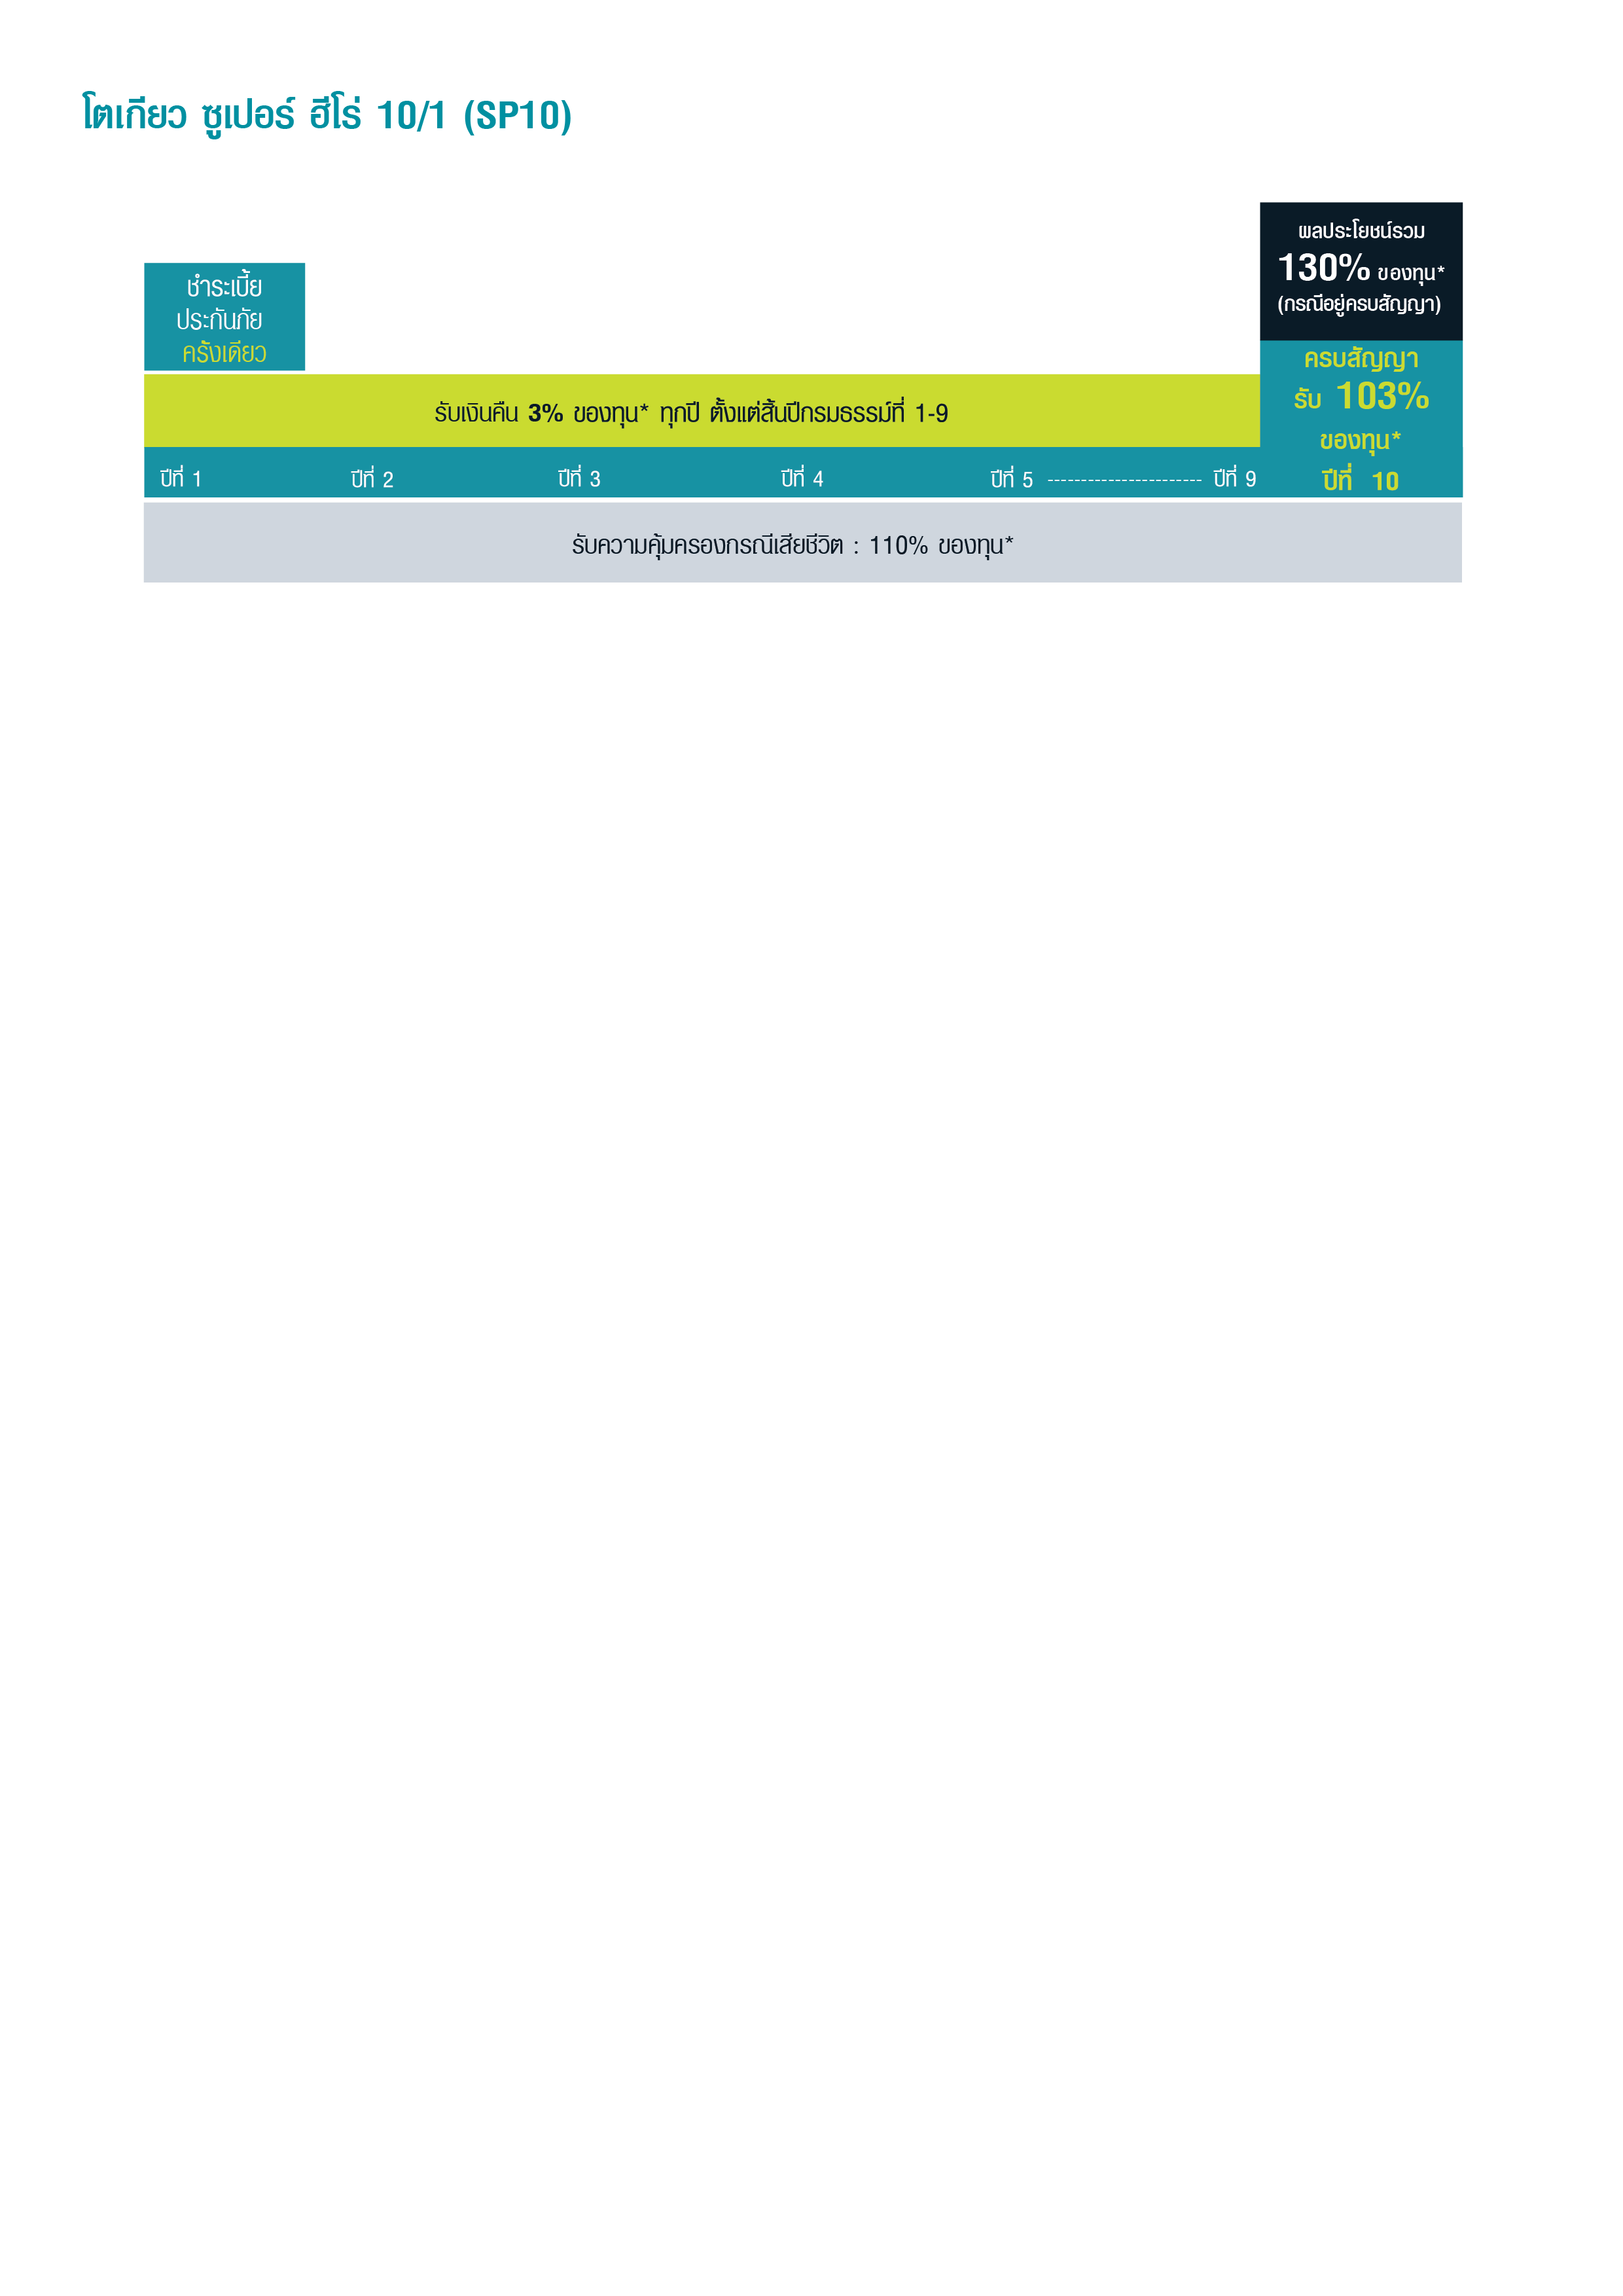 โตเกียว ซูเปอร์ ฮีโร่ 10/1 (SP10)
ผลประโยชน์รวม
130% ของทุน*
(กรณีอยู่ครบสัญญา)
ชำระเบี้ย
ประกันภัย
ครั้งเดียว
ครบสัญญา
รับ 103%
ของทุน*
รับเงินคืน 3% ของทุน* ทุกปี ตั้งแต่สิ้นปีกรมธรรม์ที่ 1-9
ปีที่ 1 ปีที่ 2 ปีที่ 3 ปีที่ 4 ปีที่ 5 ----------------------- ปีที่ 9 ปีที่ 10
รับความคุ้มครองกรณีเสียชีวิต : 110% ของทุน*